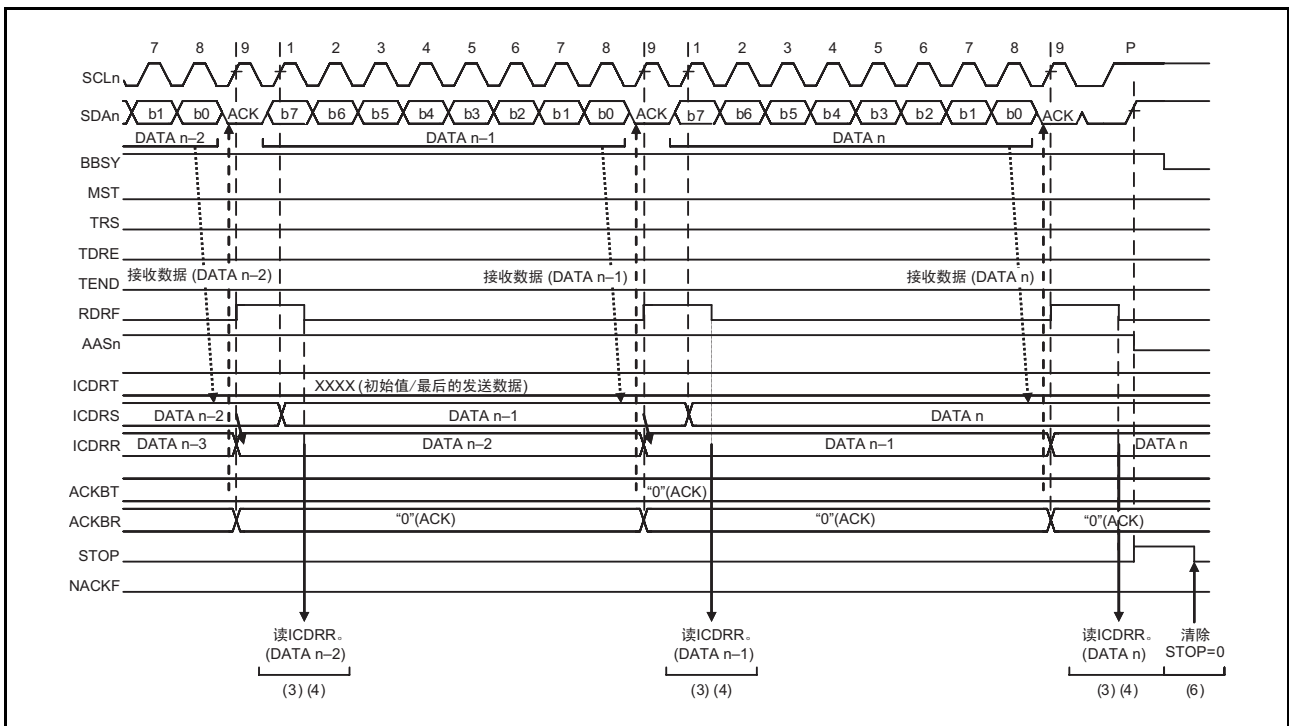 7 8 9 1 2 3 4 5 6 7 8 9 1 2 3 4 5 6 7 8 9 P
SCLn
SDAn b1 b0 ACK b7 b6 b5 b4 b3 b2 b1 b0 ACK b7 b6 b5 b4 b3 b2 b1 b0 ACK
DATA n–2 DATA n–1 DATA n
BBSY
MST
TRS
TDRE
接收数据 (DATA n–2) 接收数据 (DATA n–1) 接收数据 (DATA n)
TEND
RDRF
AASn
ICDRT XXXX (初始值/最后的发送数据)
ICDRS DATA n–2 DATA n–1 DATA n
ICDRR DATA n–3 DATA n–2 DATA n–1 DATA n
ACKBT “0”(ACK)
ACKBR “0”(ACK) “0”(ACK) “0”(ACK)
STOP
NACKF
读ICDRR。 读ICDRR。 读ICDRR。 清除
(DATA n–2) (DATA n–1) (DATA n) STOP=0
(3) (4) (3) (4) (3) (4) (6)